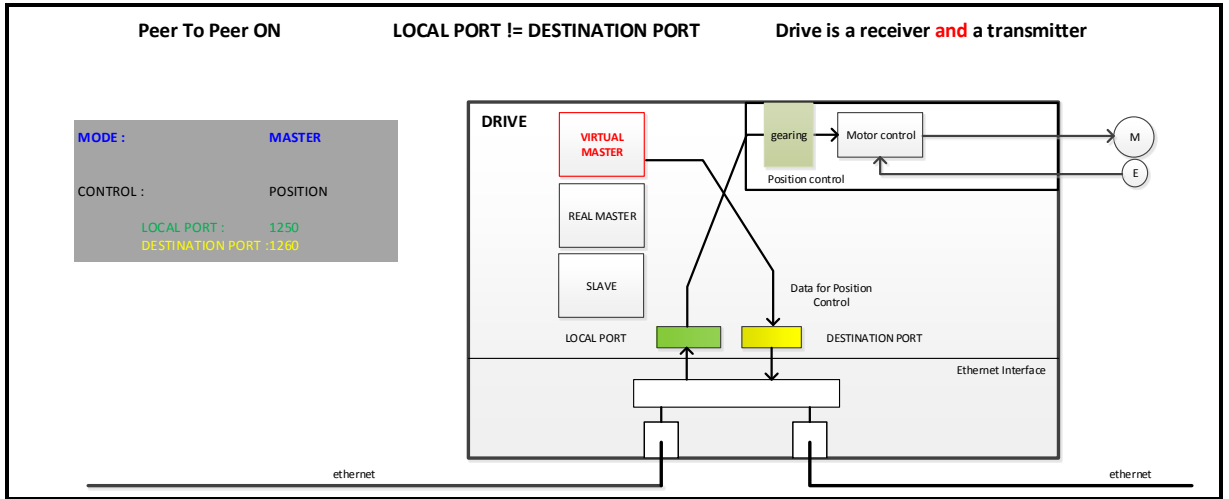 Peer To Peer ON
LOCAL PORT != DESTINATION PORT
Drive is a receiver and a transmitter
MODE : MASTER
CONTROL : POSITION
LOCAL PORT : 1250
DESTINATION PORT :1260
DRIVE
VIRTUAL
MASTER
REAL MASTER
SLAVE
gearing
Motor control
Position control
M
E
Data for Position
Control
LOCAL PORT
DESTINATION PORT
Ethernet Interface
ethernet
ethernet